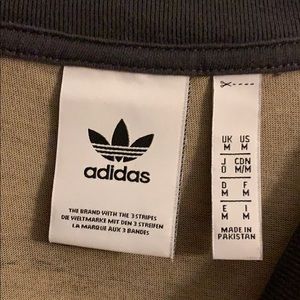 adidas
THE BRAND WITH THE 3 STRIPES
DIE WELTMARKE MIT DEN 3 STREIFEN
LA MARQUE AUX 3 BANDES
UK US
M M
J CDN
O M/M
D F
M M
E I
M M
MADE IN
PAKISTAN